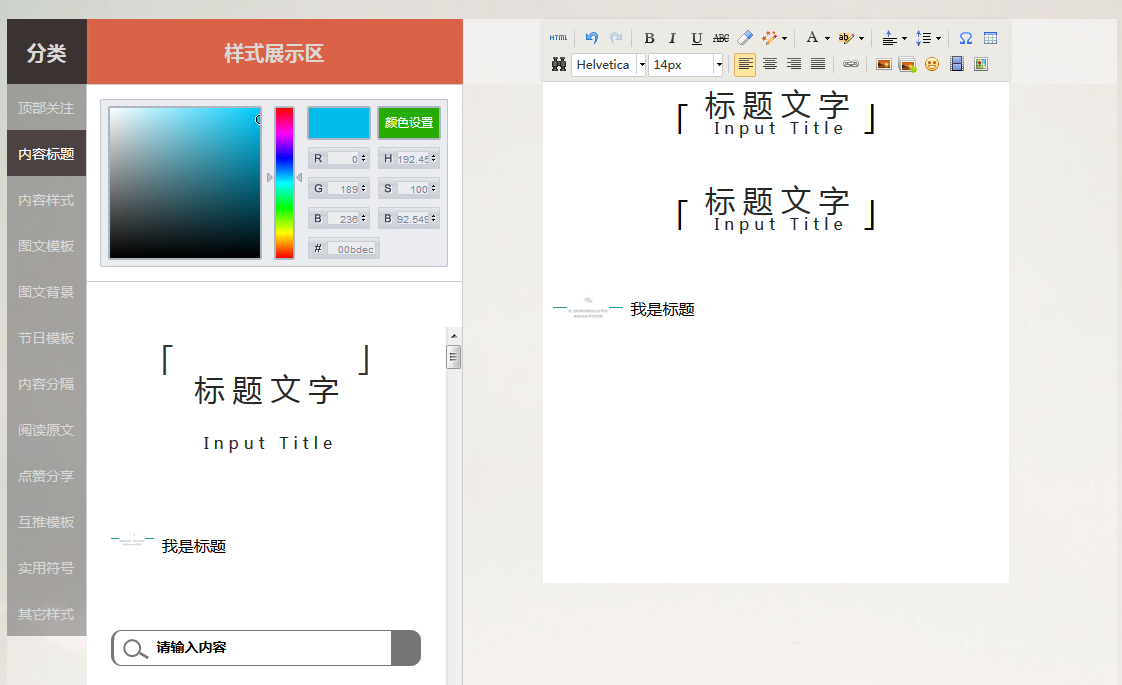 分类
样式展示区
顶部关注
内容标题
内容样式
图文模板
图文背景
节日模板
内容分隔
阅读原文
点赞分享
互推模板
实用符号
其它样式
颜色设置
R 0
H 192.45
G 189
S 100
B 236
B 92.549
# 00bdec
「 」
标题文字
Input Title
我是标题
请输入内容
HTML
B I U ABC A ab
Helvetica
14px
「 标题文字 」
Input Title
「 标题文字 」
Input Title
我是标题